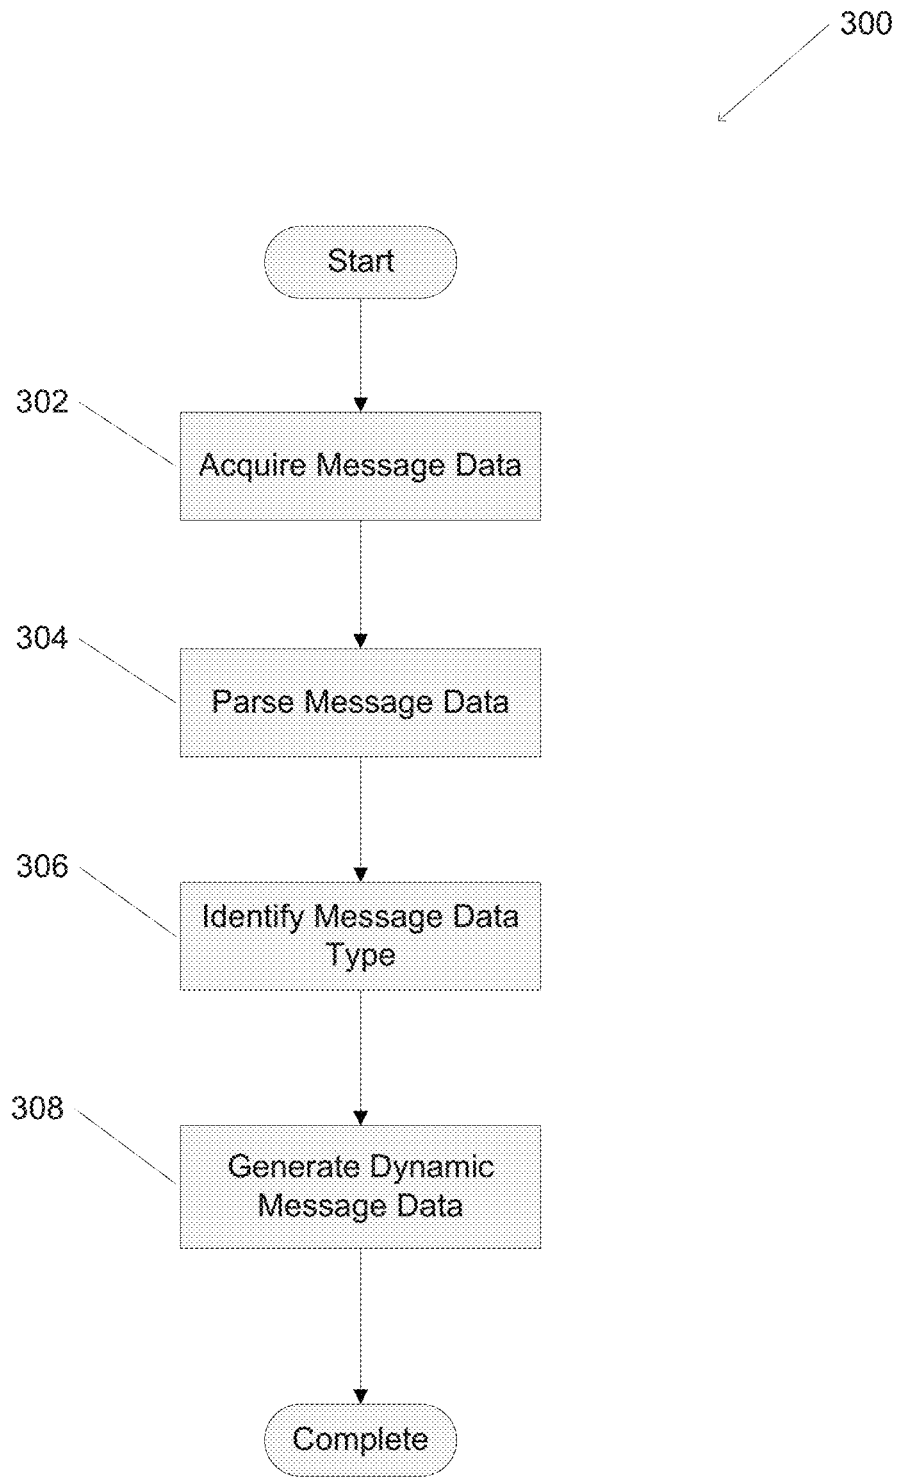 300
Start
302
Acquire Message Data
304
Parse Message Data
306
Identify Message Data
Type
308
Generate Dynamic
Message Data
Complete